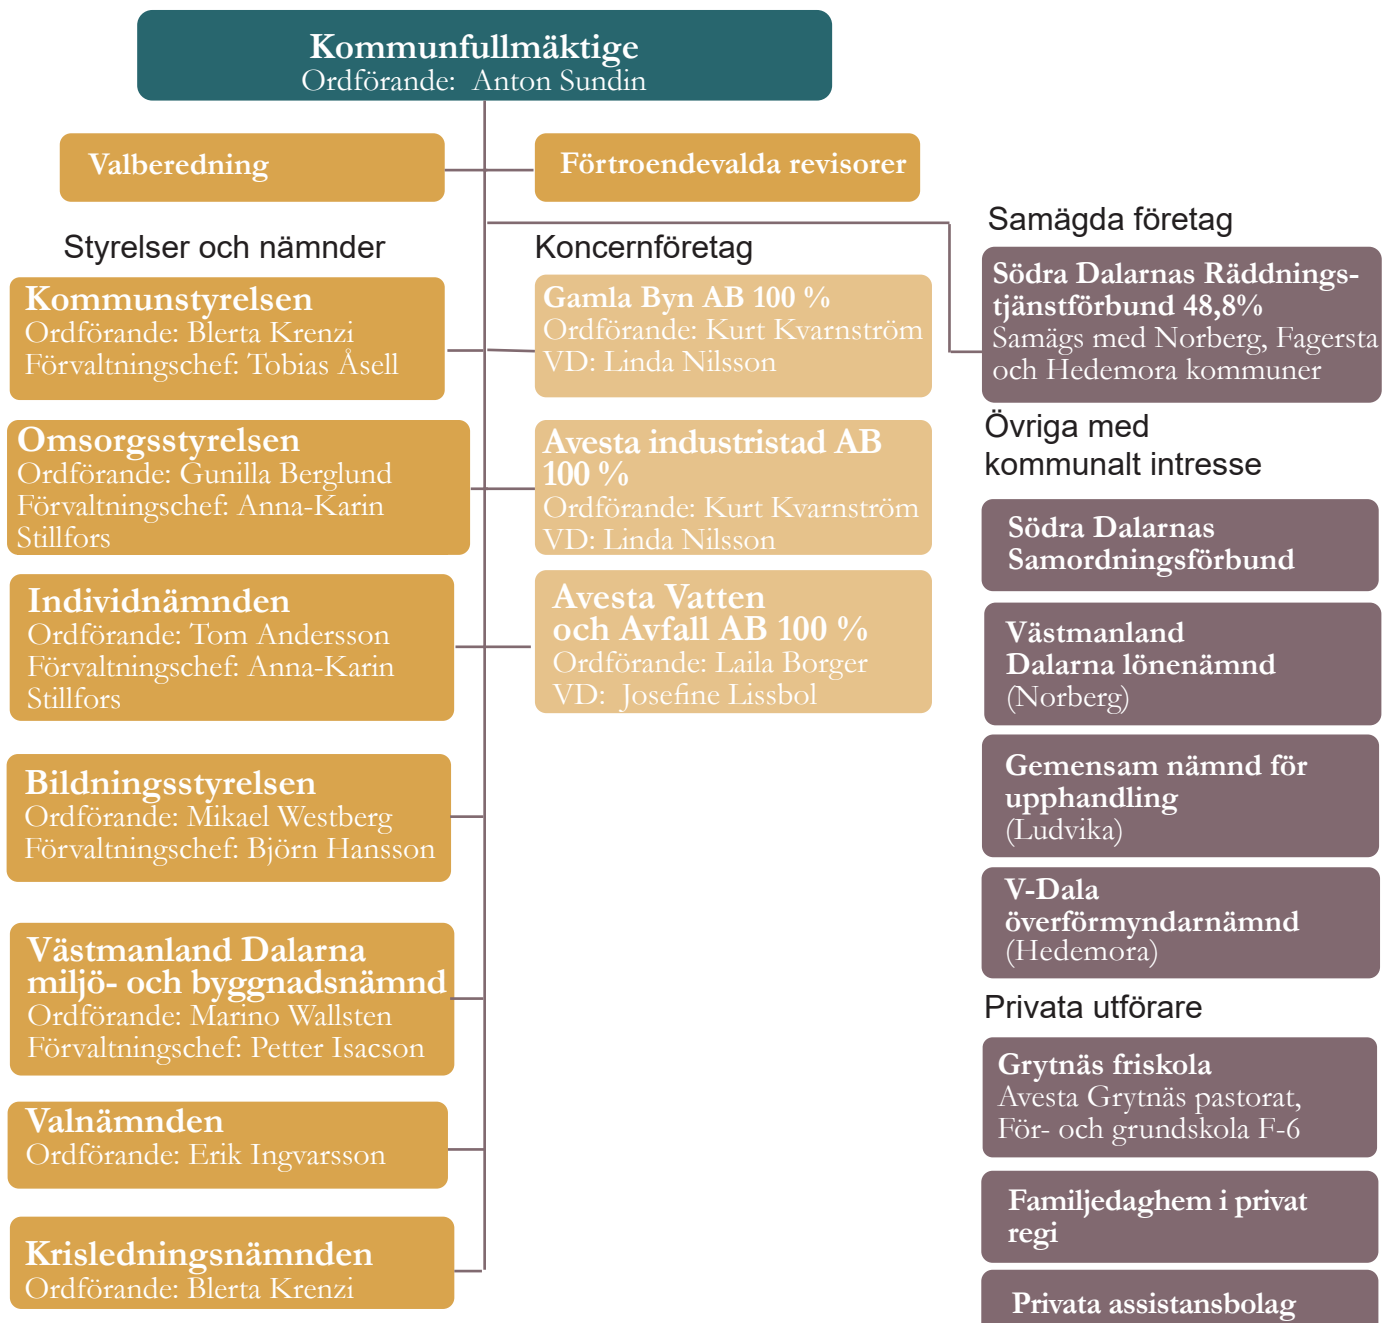 Kommunfullmäktige
Ordförande: Anton Sundin
Valberedning
Förtroendevalda revisorer
Styrelser och nämnder
Kommunstyrelsen
Ordförande: Blerta Krenzi
Förvaltningschef: Tobias Åsell
Omsorgsstyrelsen
Ordförande: Gunilla Berglund
Förvaltningschef: Anna-Karin
Stillfors
Individnämnden
Ordförande: Tom Andersson
Förvaltningschef: Anna-Karin
Stillfors
Bildningsstyrelsen
Ordförande: Mikael Westberg
Förvaltningschef: Björn Hansson
Västmanland Dalarna
miljö- och byggnadsnämnd
Ordförande: Marino Wallsten
Förvaltningschef: Petter Isacson
Valnämnden
Ordförande: Erik Ingvarsson
Krisledningsnämnden
Ordförande: Blerta Krenzi
Koncernföretag
Gamla Byn AB 100 %
Ordförande: Kurt Kvarnström
VD: Linda Nilsson
Avesta industristad AB
100 %
Ordförande: Kurt Kvarnström
VD: Linda Nilsson
Avesta Vatten
och Avfall AB 100 %
Ordförande: Laila Borger
VD: Josefine Lissbol
Samägda företag
Södra Dalarnas Räddnings-
tjänstförbund 48,8%
Samägs med Norberg, Fagersta
och Hedemora kommuner
Övriga med
kommunalt intresse
Södra Dalarnas
Samordningsförbund
Västmanland
Dalarna lönenämnd
(Norberg)
Gemensam nämnd för
upphandling
(Ludvika)
V-Dala
överförmyndarnämnd
(Hedemora)
Privata utförare
Grytnäs friskola
Avesta Grytnäs pastorat,
För- och grundskola F-6
Familjedaghem i privat
regi
Privata assistansbolag